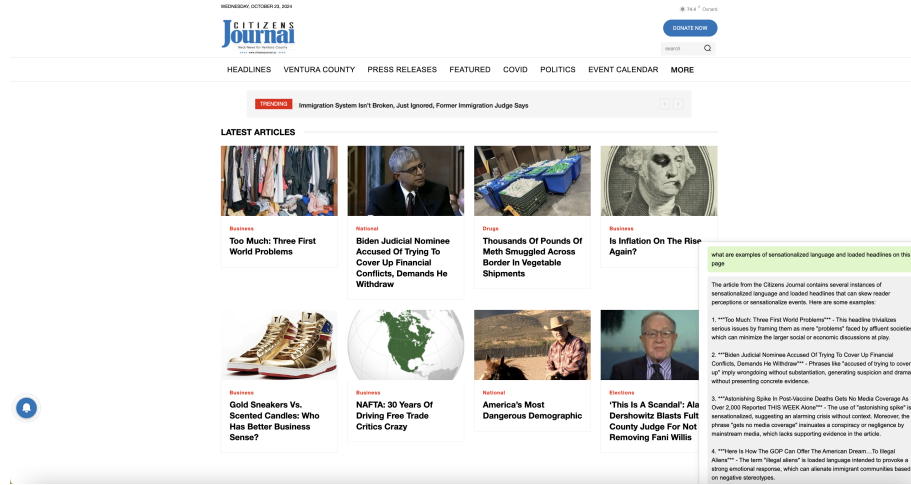 WEDNESDAY, OCTOBER 23, 2024
74.4 ° Oxnard
CITIZENS
Journal
DONATE NOW
search
HEADLINES VENTURA COUNTY PRESS RELEASES FEATURED COVID POLITICS EVENT CALENDAR MORE
TRENDING Immigration System Isn't Broken, Just Ignored, Former Immigration Judge Says
LATEST ARTICLES
Business
Too Much: Three First
World Problems
National
Biden Judicial Nominee
Accused Of Trying To
Cover Up Financial
Conflicts, Demands He
Withdraw
Drugs
Thousands Of Pounds Of
Meth Smuggled Across
Border In Vegetable
Shipments
Business
Is Inflation On The Rise
Again?
Business
Gold Sneakers Vs.
Scented Candles: Who
Has Better Business
Sense?
Business
NAFTA: 30 Years Of
Driving Free Trade
Critics Crazy
National
America's Most
Dangerous Demographic
Elections
'This Is A Scandal': Ala
Dershowitz Blasts Fult
County Judge For Not
Removing Fani Willis
what are examples of sensationalized language and loaded headlines on this
page
The article from the Citizens Journal contains several instances of
sensationalized language and loaded headlines that can skew reader
perceptions or sensationalize events. Here are some examples:
1. **"Too Much: Three First World Problems"** - This headline trivializes
serious issues by framing them as mere "problems" faced by affluent societies
which can minimize the larger social or economic discussions at play.
2. **"Biden Judicial Nominee Accused Of Trying To Cover Up Financial
Conflicts, Demands He Withdraw"** - Phrases like "accused of trying to cover
up" imply wrongdoing without substantiation, generating suspicion and drama
without presenting concrete evidence.
3. **"Astonishing Spike In Post-Vaccine Deaths Gets No Media Coverage As
Over 2,000 Reported THIS WEEK Alone"** - The use of "astonishing spike" is
sensationalized, suggesting an alarming crisis without context. Moreover, the
phrase "gets no media coverage" insinuates a conspiracy or negligence by
mainstream media, which lacks supporting evidence in the article.
4. **"Here Is How The GOP Can Offer The American Dream...To Illegal
Aliens"** - The term "illegal aliens" is loaded language intended to provoke a
strong emotional response, which can alienate immigrant communities based
on negative stereotypes.